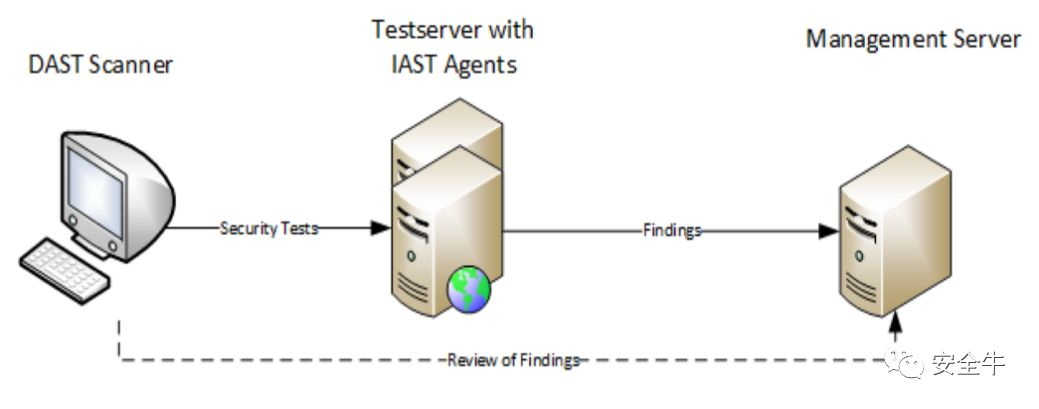 DAST Scanner
Testserver with
IAST Agents
Management Server
Security Tests
Findings
Review of Findings
安全牛